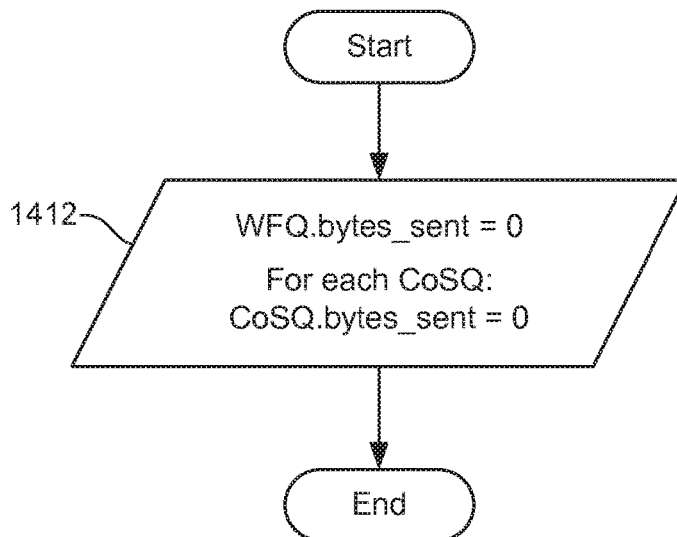 Start
1412
WFQ.bytes_sent = 0
For each CoSQ:
CoSQ.bytes_sent = 0
End